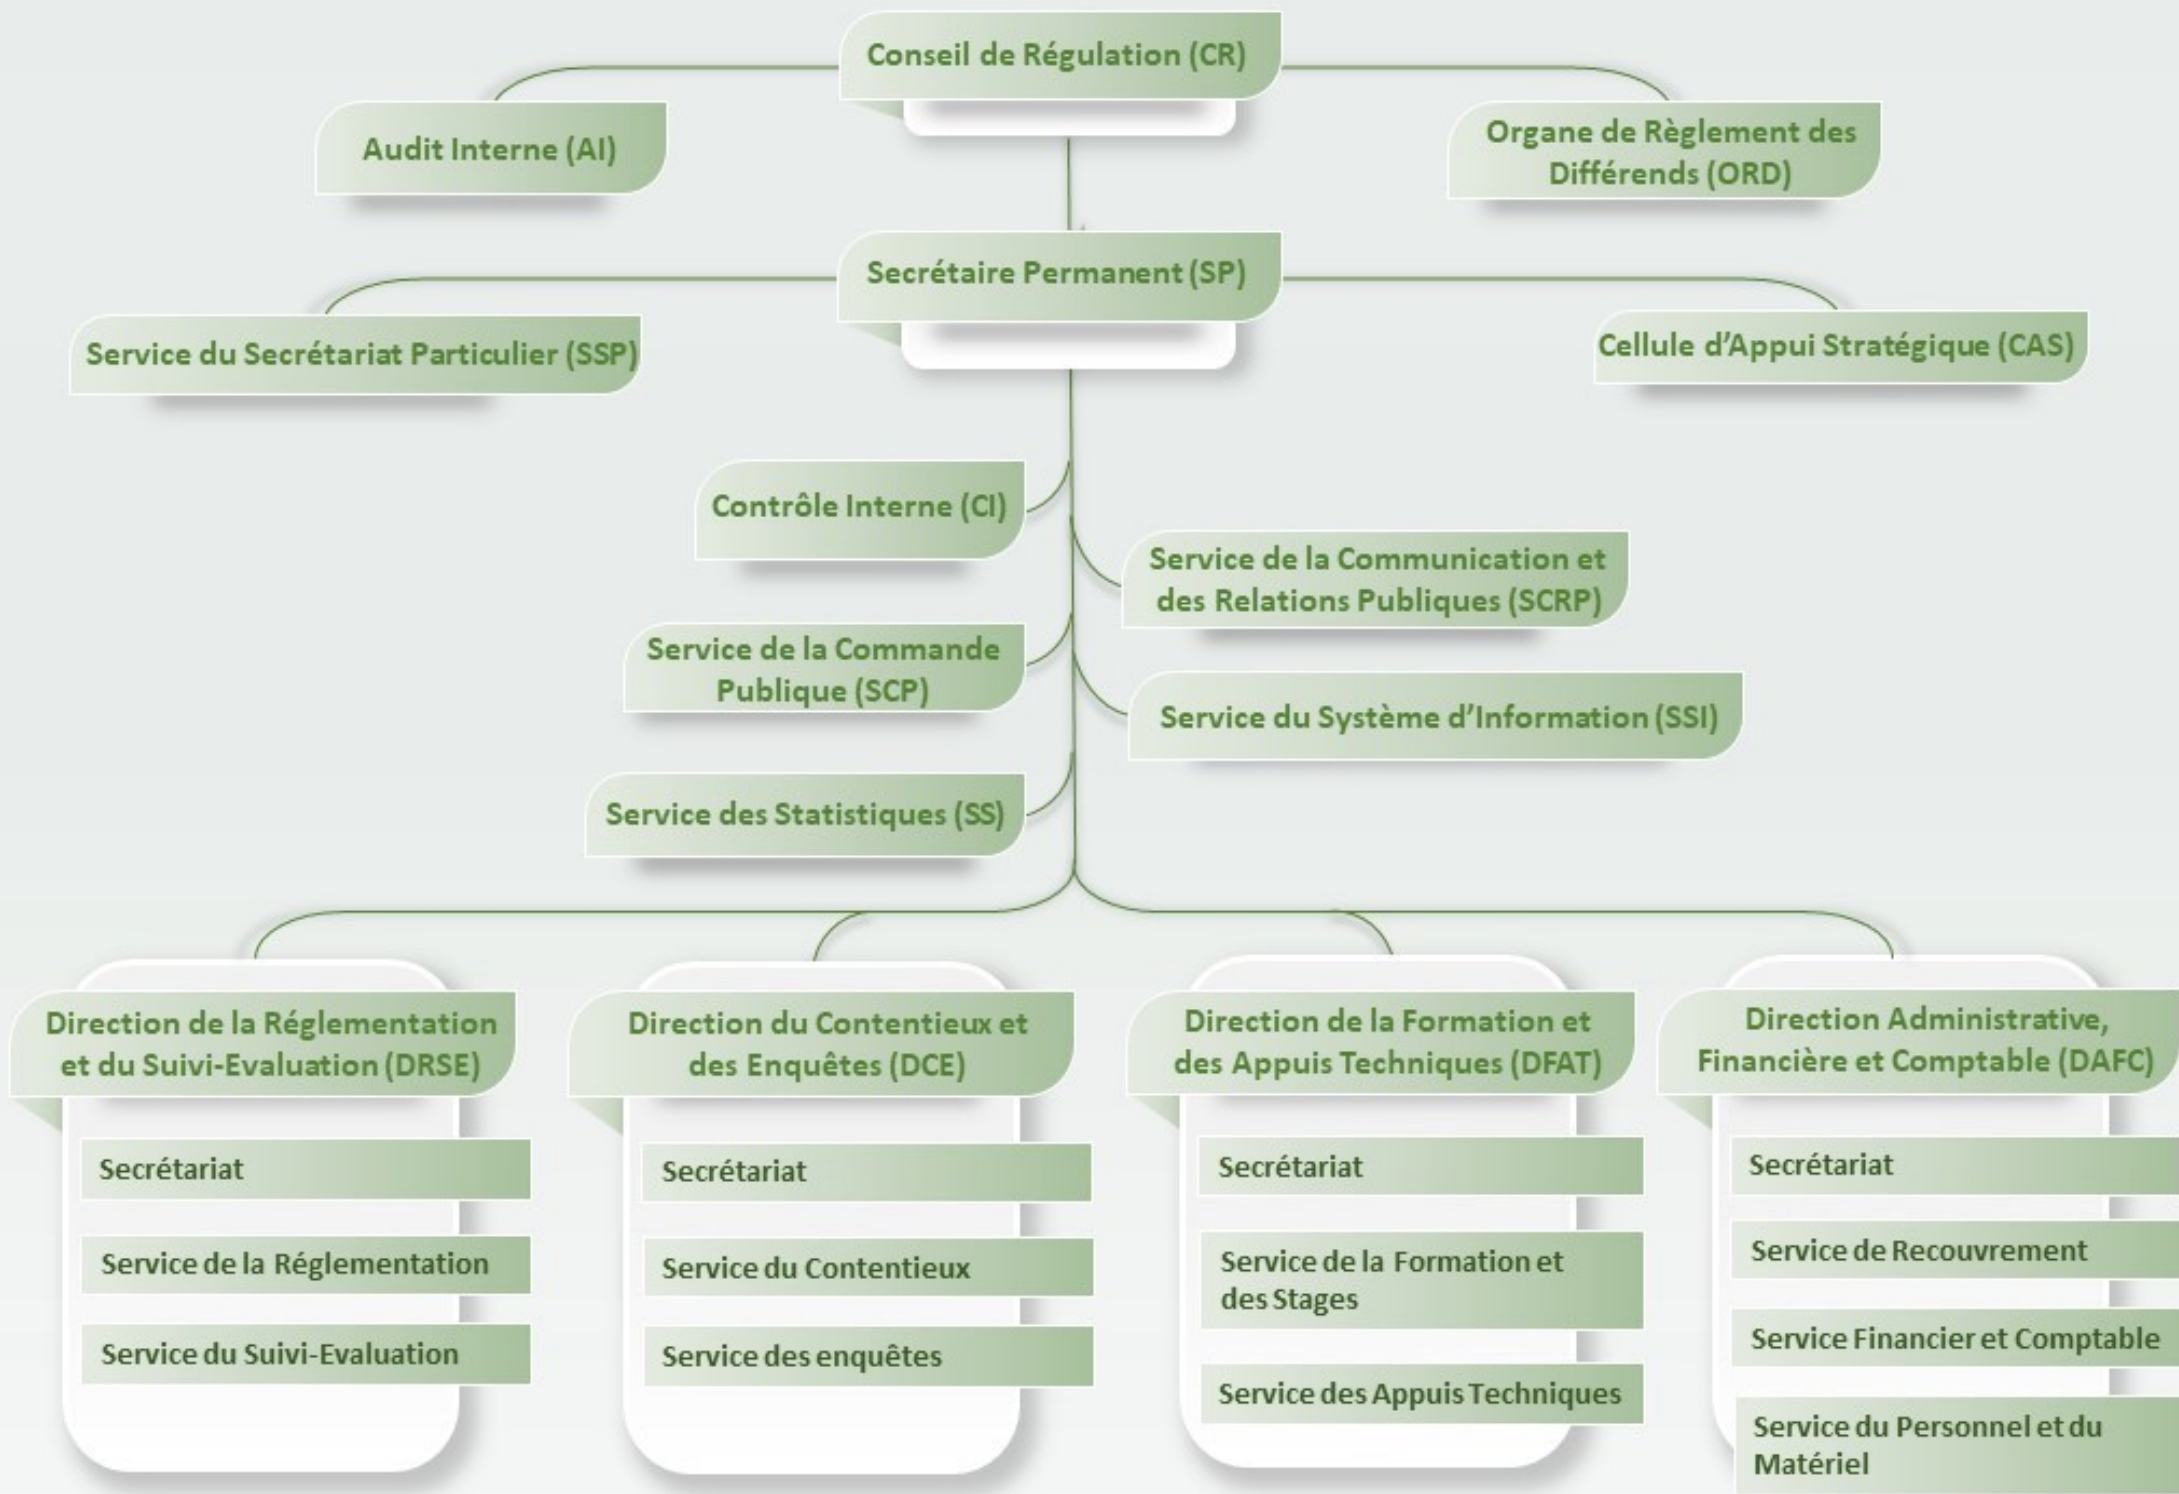 Conseil de Régulation (CR)
Audit Interne (AI)
Organe de Règlement des
Différends (ORD)
Secrétaire Permanent (SP)
Service du Secrétariat Particulier (SSP)
Cellule d’Appui Stratégique (CAS)
Contrôle Interne (CI)
Service de la Communication et
des Relations Publiques (SCRP)
Service de la Commande
Publique (SCP)
Service du Système d’Information (SSI)
Service des Statistiques (SS)
Direction de la Réglementation
et du Suivi-Evaluation (DRSE)
Secrétariat
Service de la Réglementation
Service du Suivi-Evaluation
Direction du Contentieux et
des Enquêtes (DCE)
Secrétariat
Service du Contentieux
Service des enquêtes
Direction de la Formation et
des Appuis Techniques (DFAT)
Secrétariat
Service de la Formation et
des Stages
Service des Appuis Techniques
Direction Administrative,
Financière et Comptable (DAFC)
Secrétariat
Service de Recouvrement
Service Financier et Comptable
Service du Personnel et du
Matériel